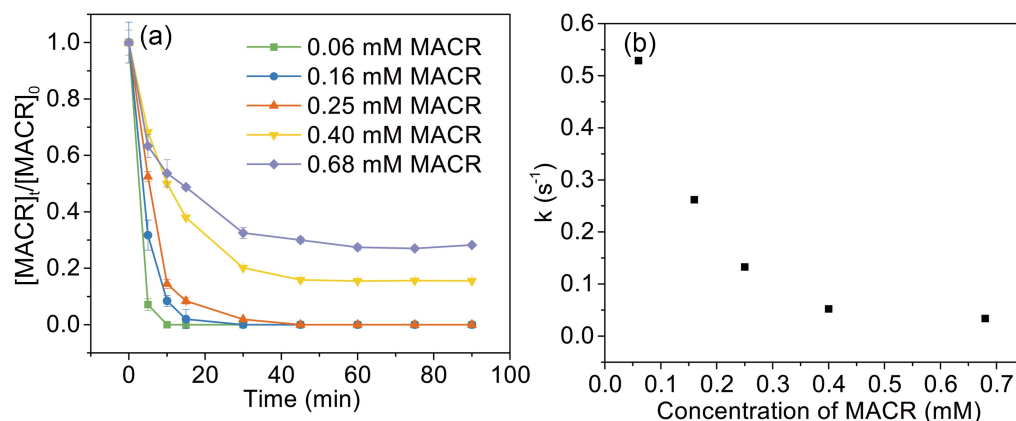 (a)
0.06 mM MACR
0.16 mM MACR
0.25 mM MACR
0.40 mM MACR
0.68 mM MACR
[MACR]t/[MACR]0
1.0
0.8
0.6
0.4
0.2
0.0
0 20 40 60 80 100
Time (min)
(b)
k (s-1)
0.6
0.5
0.4
0.3
0.2
0.1
0.0
0.0 0.1 0.2 0.3 0.4 0.5 0.6 0.7
Concentration of MACR (mM)